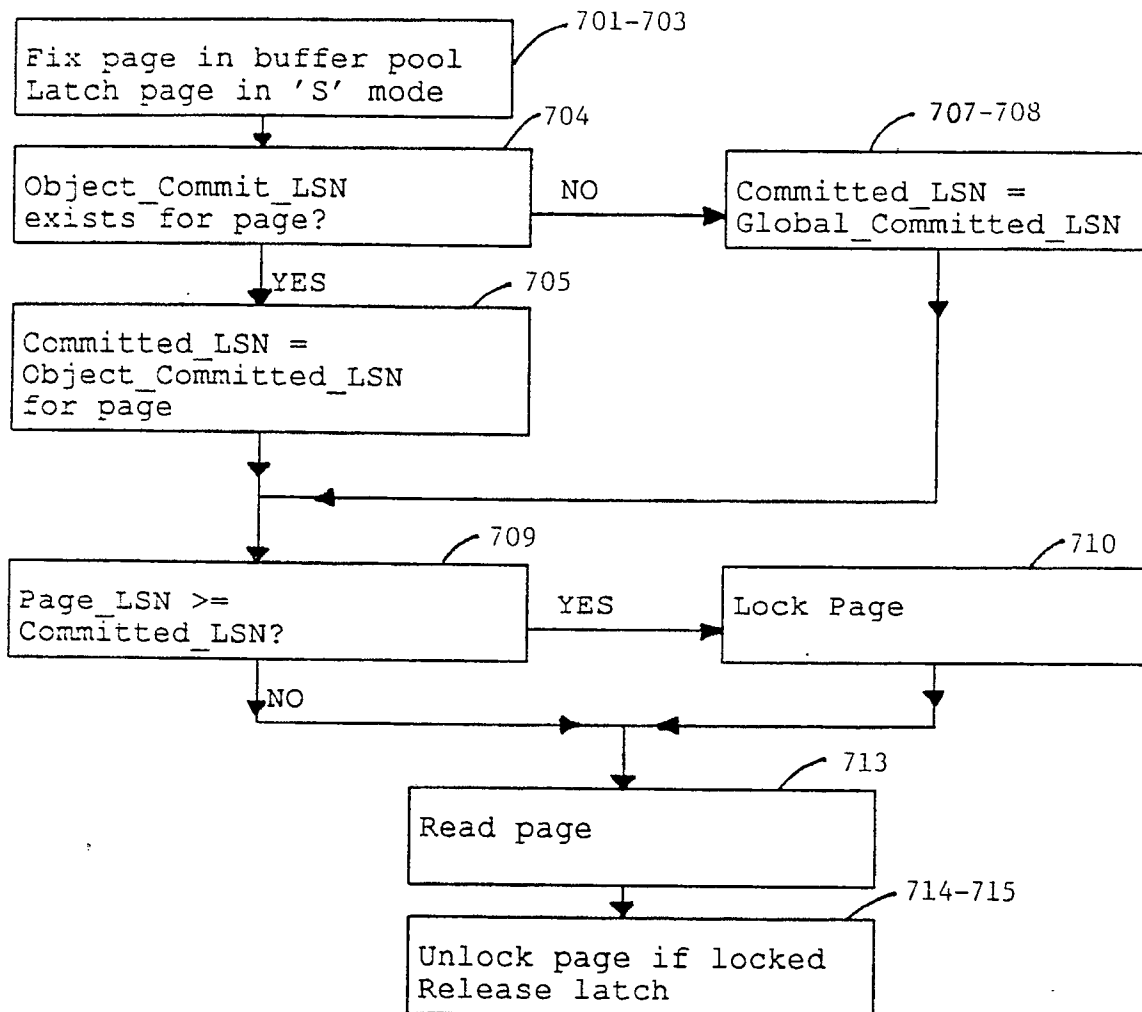 701-703
Fix page in buffer pool
Latch page in 'S' mode
704
Object_Commit_LSN
exists for page?
NO
707-708
Committed_LSN =
Global_Committed_LSN
YES
705
Committed_LSN =
Object_Committed_LSN
for page
709
Page_LSN >=
Committed_LSN?
YES
710
Lock Page
NO
713
Read page
714-715
Unlock page if locked
Release latch